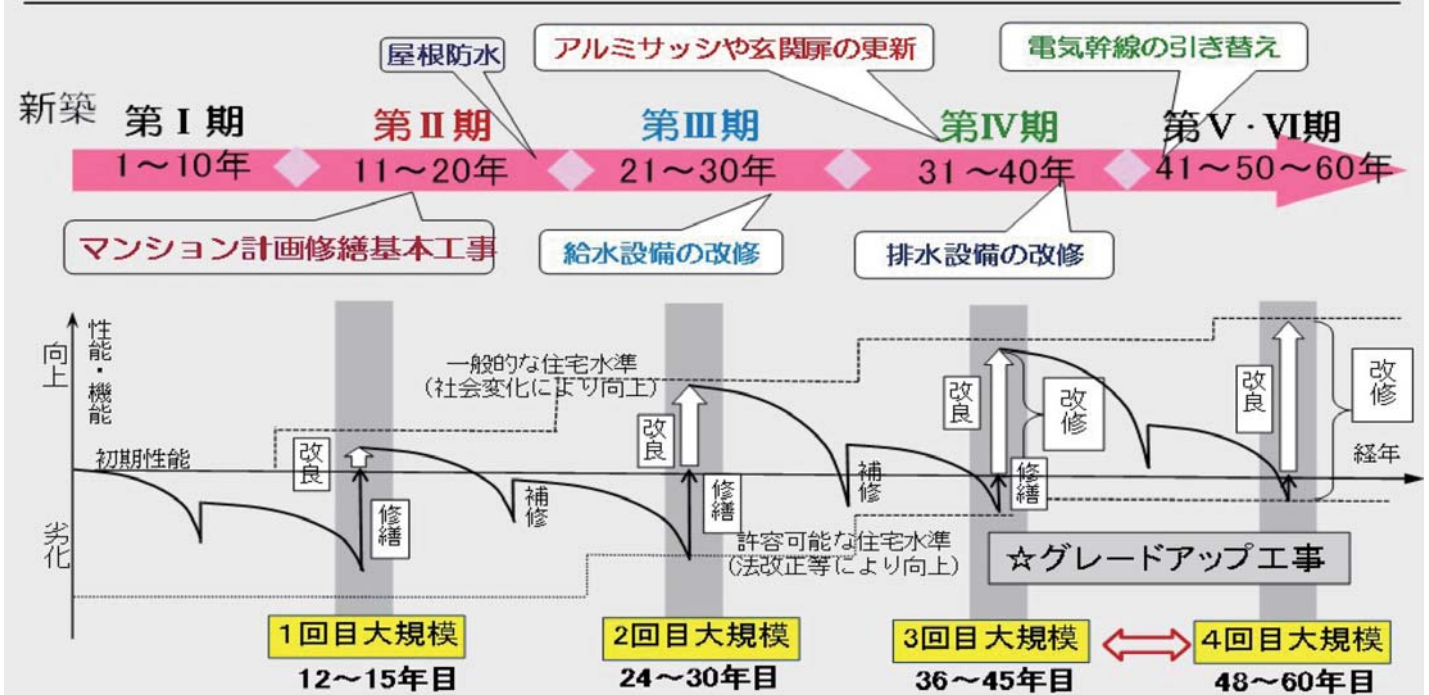 屋根防水
アルミサッシや玄関扉の更新
電気幹線の引き替え
新築
第Ⅰ期
第Ⅱ期
第Ⅲ期
第Ⅳ期
第Ⅴ・Ⅵ期
1～10年
11～20年
21～30年
31～40年
41～50～60年
マンション計画修繕基本工事
給水設備の改修
排水設備の改修
向上
性能・機能
劣化
初期性能
一般的な住宅水準
(社会変化により向上)
改良
修繕
補修
改良
修繕
補修
改良
改修
修繕
改良
改修
経年
許容可能な住宅水準
(法改正等により向上)
☆グレードアップ工事
1回目大規模
2回目大規模
3回目大規模
4回目大規模
12～15年目
24～30年目
36～45年目
48～60年目